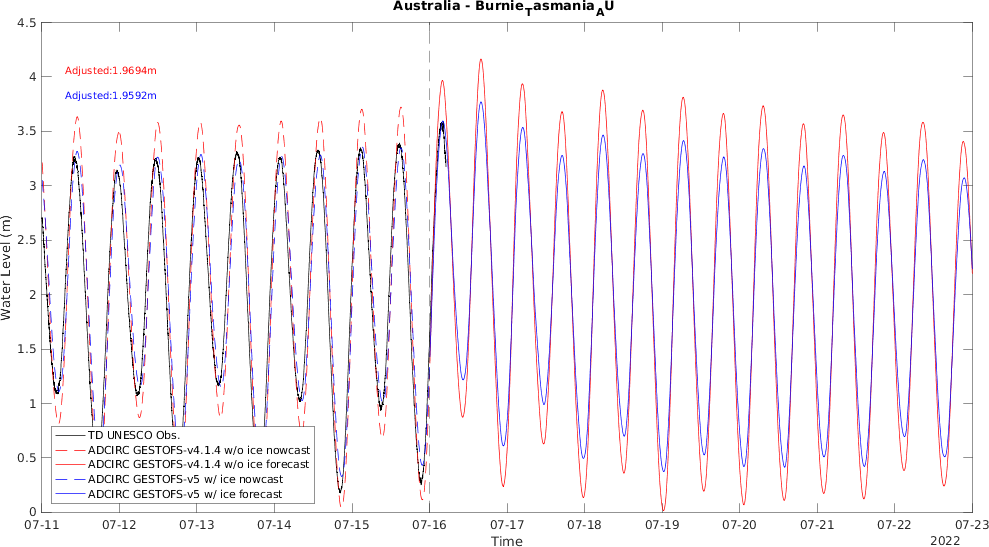 Australia - Burnie_Tasmania_AU
4.5
4
3.5
3
2.5
2
1.5
1
0.5
0
Water Level (m)
Adjusted:1.9694m
Adjusted:1.9592m
TD UNESCO Obs.
ADCIRC GESTOFS-v4.1.4 w/o ice nowcast
ADCIRC GESTOFS-v4.1.4 w/o ice forecast
ADCIRC GESTOFS-v5 w/ ice nowcast
ADCIRC GESTOFS-v5 w/ ice forecast
07-11 07-12 07-13 07-14 07-15 07-16 07-17 07-18 07-19 07-20 07-21 07-22 07-23
Time
2022